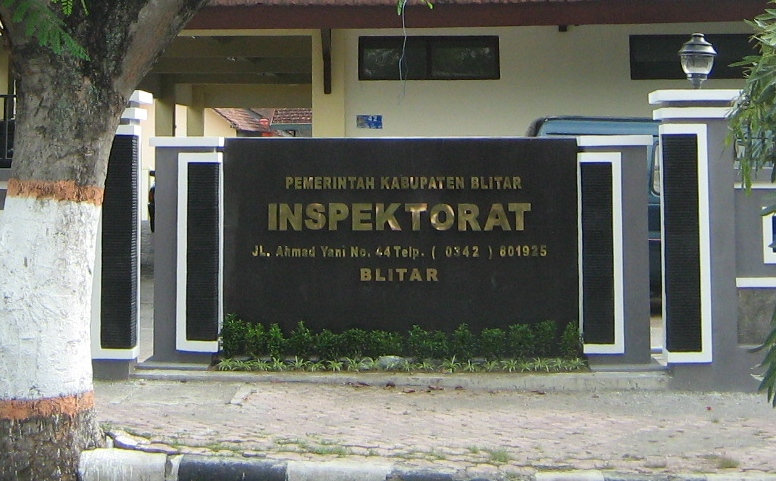 PEMERINTAH KABUPATEN BLITAR
INSPEKTORAT
JL. Ahmad Yani No. 44 Telp. ( 0342 ) 801925
BLITAR